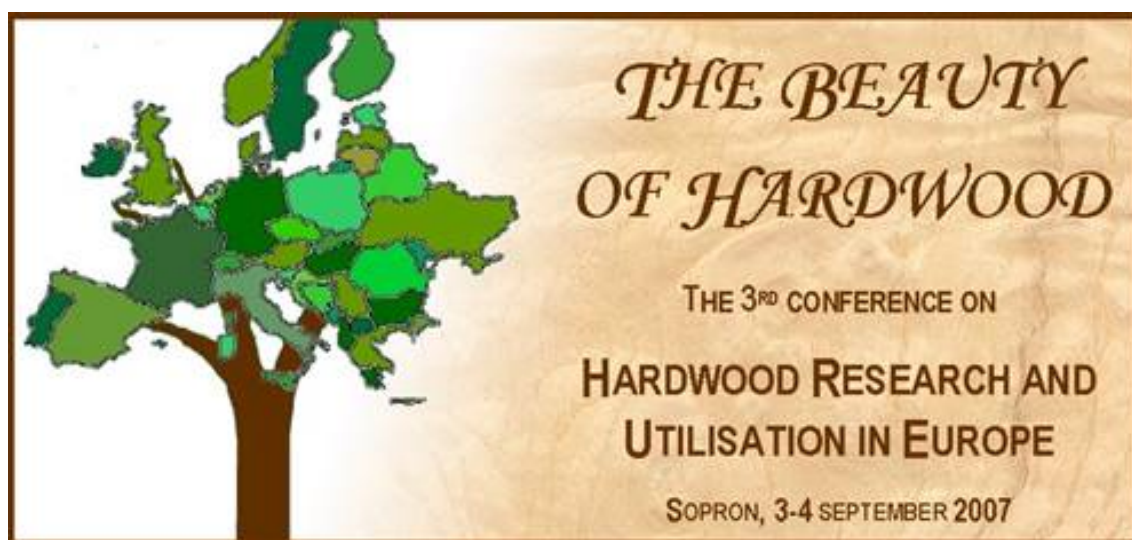 THE BEAUTY
OF HARDWOOD
THE 3RD CONFERENCE ON
HARDWOOD RESEARCH AND
UTILISATION IN EUROPE
SOPRON, 3-4 SEPTEMBER 2007